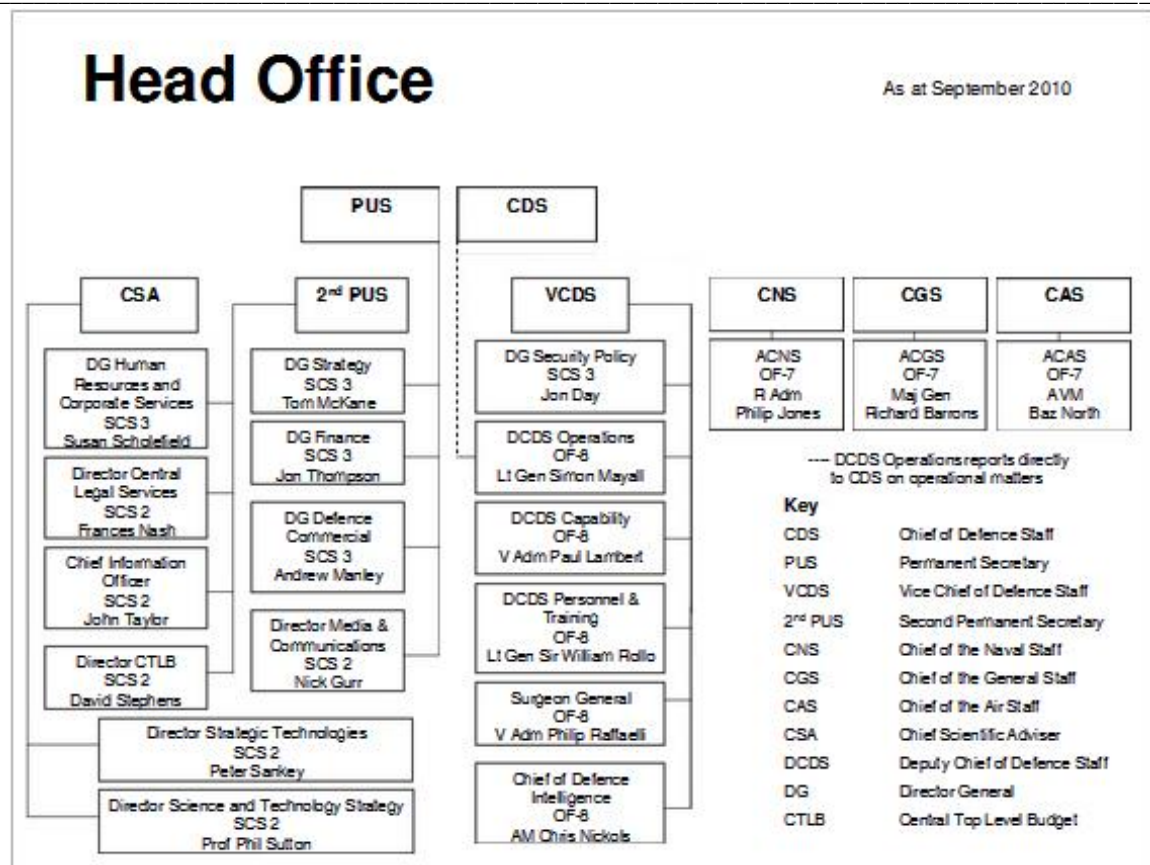 Head Office
As at September 2010
PUS
CDS
CSA
2nd PUS
VCDS
CNS
CGS
CAS
DG Human
Resources and
Corporate Services
SCS 3
Susan Scholefield
Director Central
Legal Services
SCS 2
Frances Nash
Chief Information
Officer
SCS 2
John Taylor
Director CTLB
SCS 2
David Stephens
Director Strategic Technologies
SCS 2
Peter Sankey
Director Science and Technology Strategy
SCS 2
Prof Phil Sutton
DG Strategy
SCS 3
Tom McKane
DG Finance
SCS 3
Jon Thompson
DG Defence
Commercial
SCS 3
Andrew Manley
Director Media &
Communications
SCS 2
Nick Gurr
DG Security Policy
SCS 3
Jon Day
DCDS Operations
OF-8
Lt Gen Simon Mayall
DCDS Capability
OF-8
V Adm Paul Lambert
DCDS Personnel &
Training
OF-8
Lt Gen Sir William Rollo
Surgeon General
OF-8
V Adm Philip Raffaelli
Chief of Defence
Intelligence
OF-8
AM Chris Nickols
ACNS
OF-7
R Adm
Philip Jones
ACGS
OF-7
Maj Gen
Richard Barrons
ACAS
OF-7
AVM
Baz North
---- DCDS Operations reports directly
to CDS on operational matters
Key
CDS Chief of Defence Staff
PUS Permanent Secretary
VCDS Vice Chief of Defence Staff
2nd PUS Second Permanent Secretary
CNS Chief of the Naval Staff
CGS Chief of the General Staff
CAS Chief of the Air Staff
CSA Chief Scientific Adviser
DCDS Deputy Chief of Defence Staff
DG Director General
CTLB Central Top Level Budget